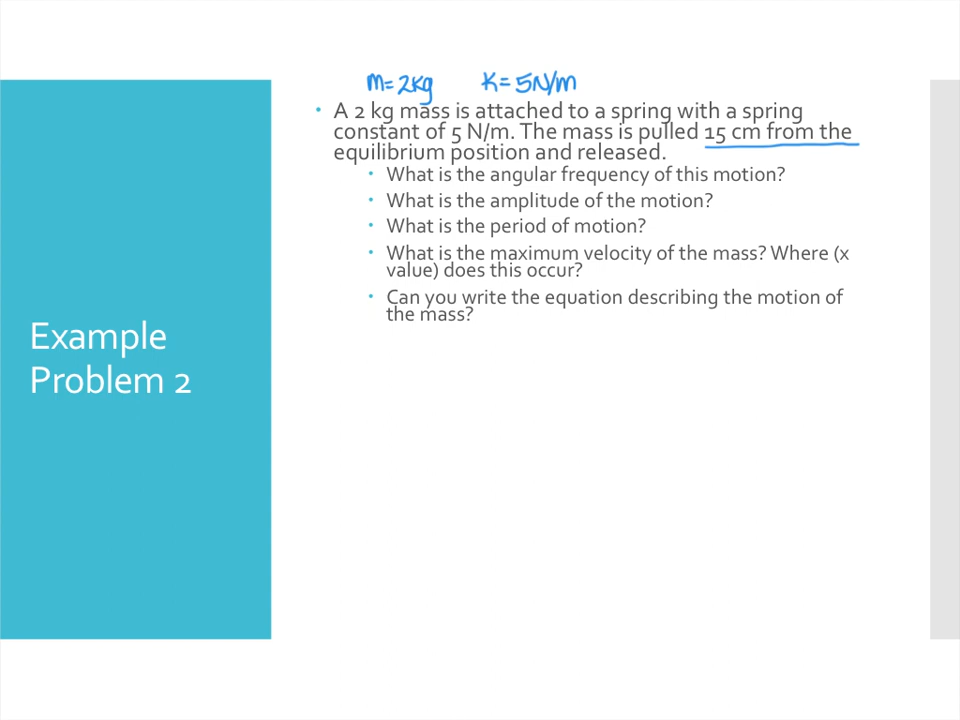 m=2kg K=5N/m
• A 2 kg mass is attached to a spring with a spring
constant of 5 N/m. The mass is pulled 15 cm from the
equilibrium position and released.
• What is the angular frequency of this motion?
• What is the amplitude of the motion?
• What is the period of motion?
• What is the maximum velocity of the mass? Where (x
value) does this occur?
• Can you write the equation describing the motion of
the mass?
Example
Problem 2